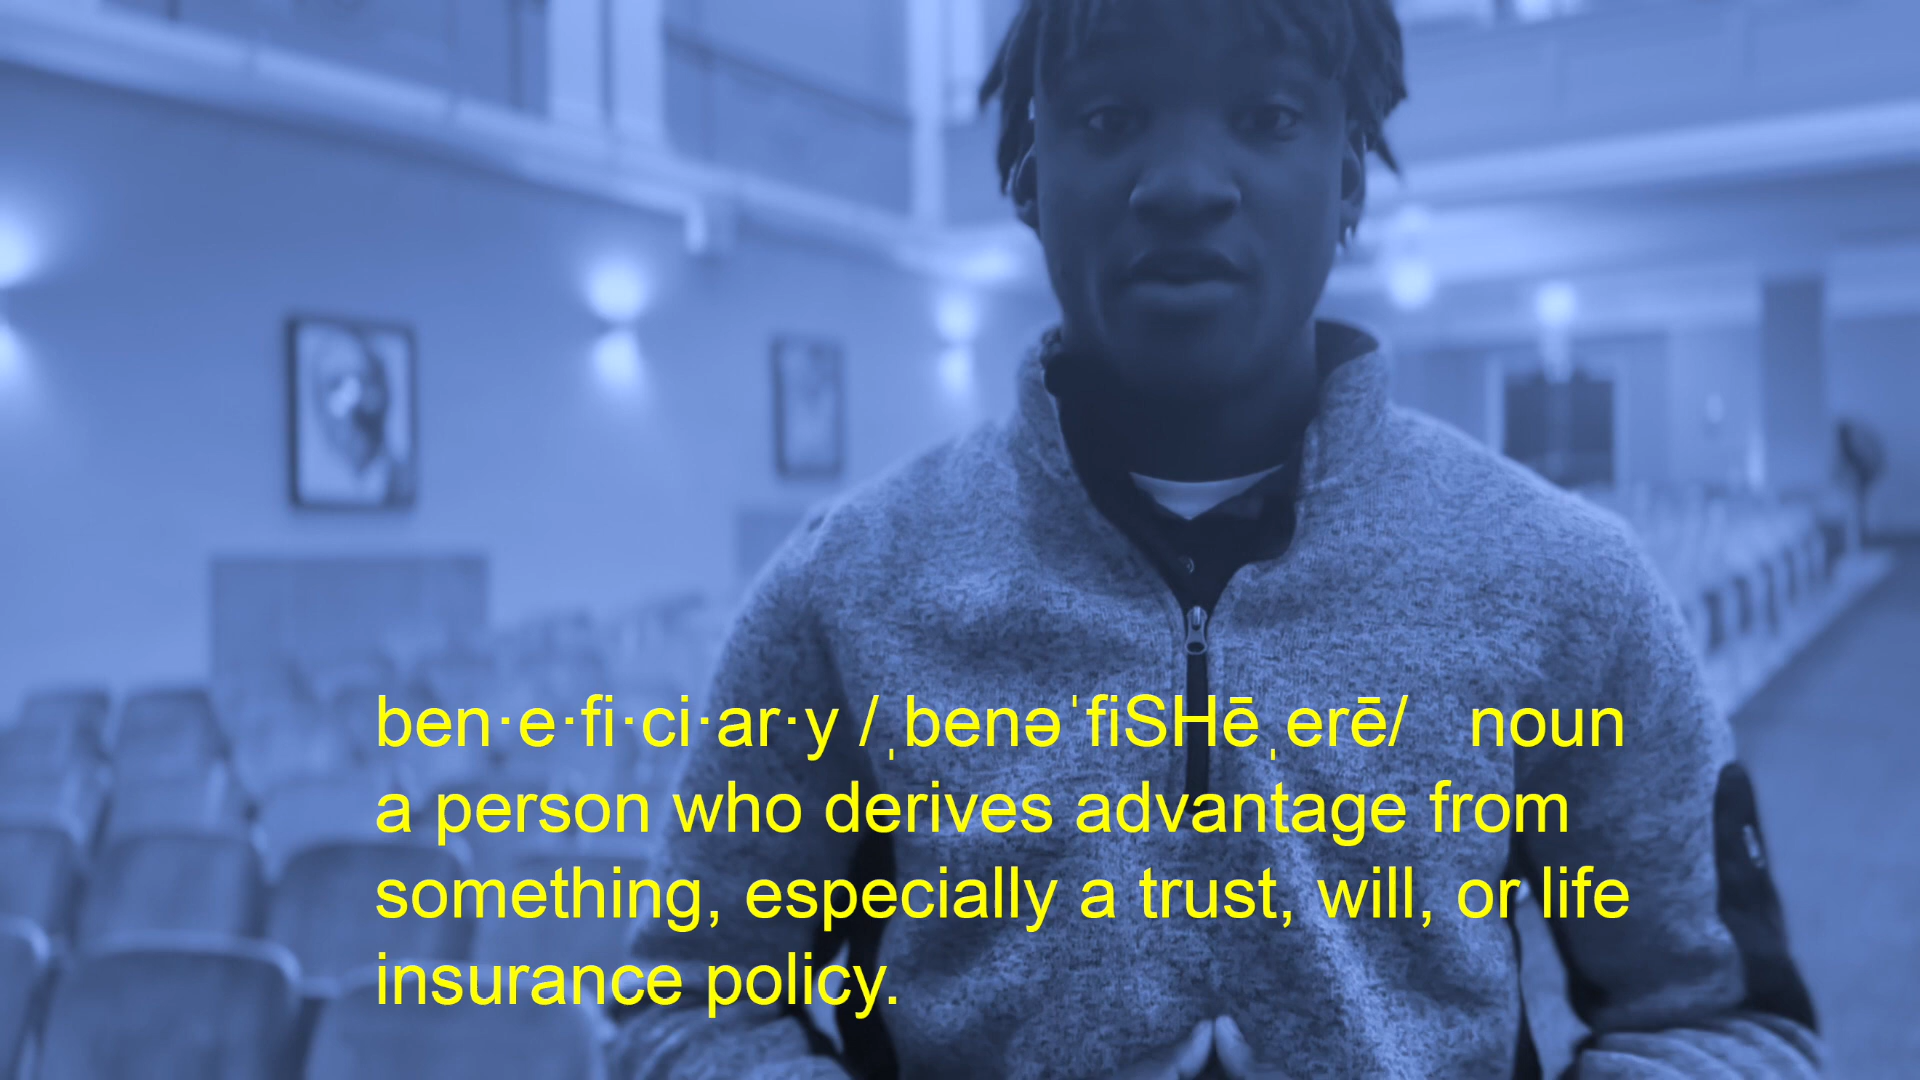 ben·e·fi·ci·ar·y /ˌbenəˈfiSHēˌerē/ noun
a person who derives advantage from
something, especially a trust, will, or life
insurance policy.